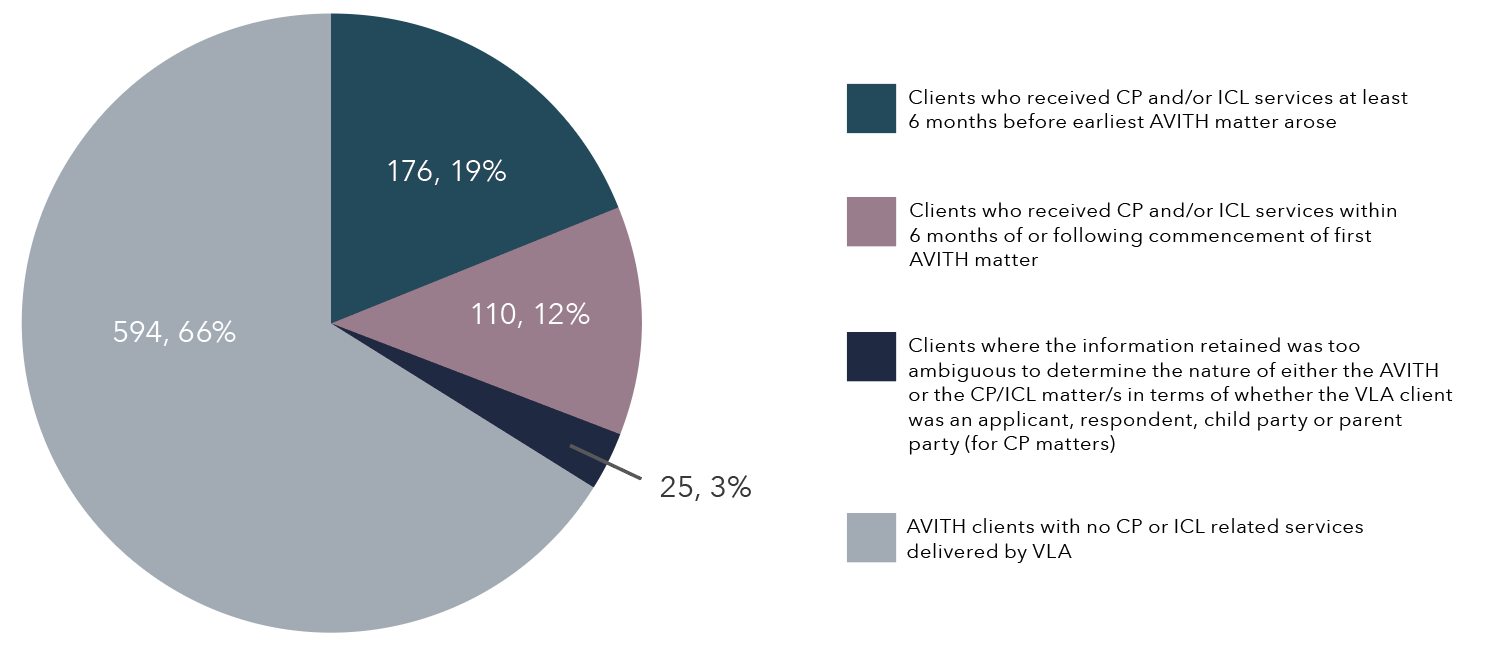 176, 19%
110, 12%
594, 66%
25, 3%
Clients who received CP and/or ICL services at least
6 months before earliest AVITH matter arose
Clients who received CP and/or ICL services within
6 months of or following commencement of first
AVITH matter
Clients where the information retained was too
ambiguous to determine the nature of either the AVITH
or the CP/ICL matter/s in terms of whether the VLA client
was an applicant, respondent, child party or parent
party (for CP matters)
AVITH clients with no CP or ICL related services
delivered by VLA